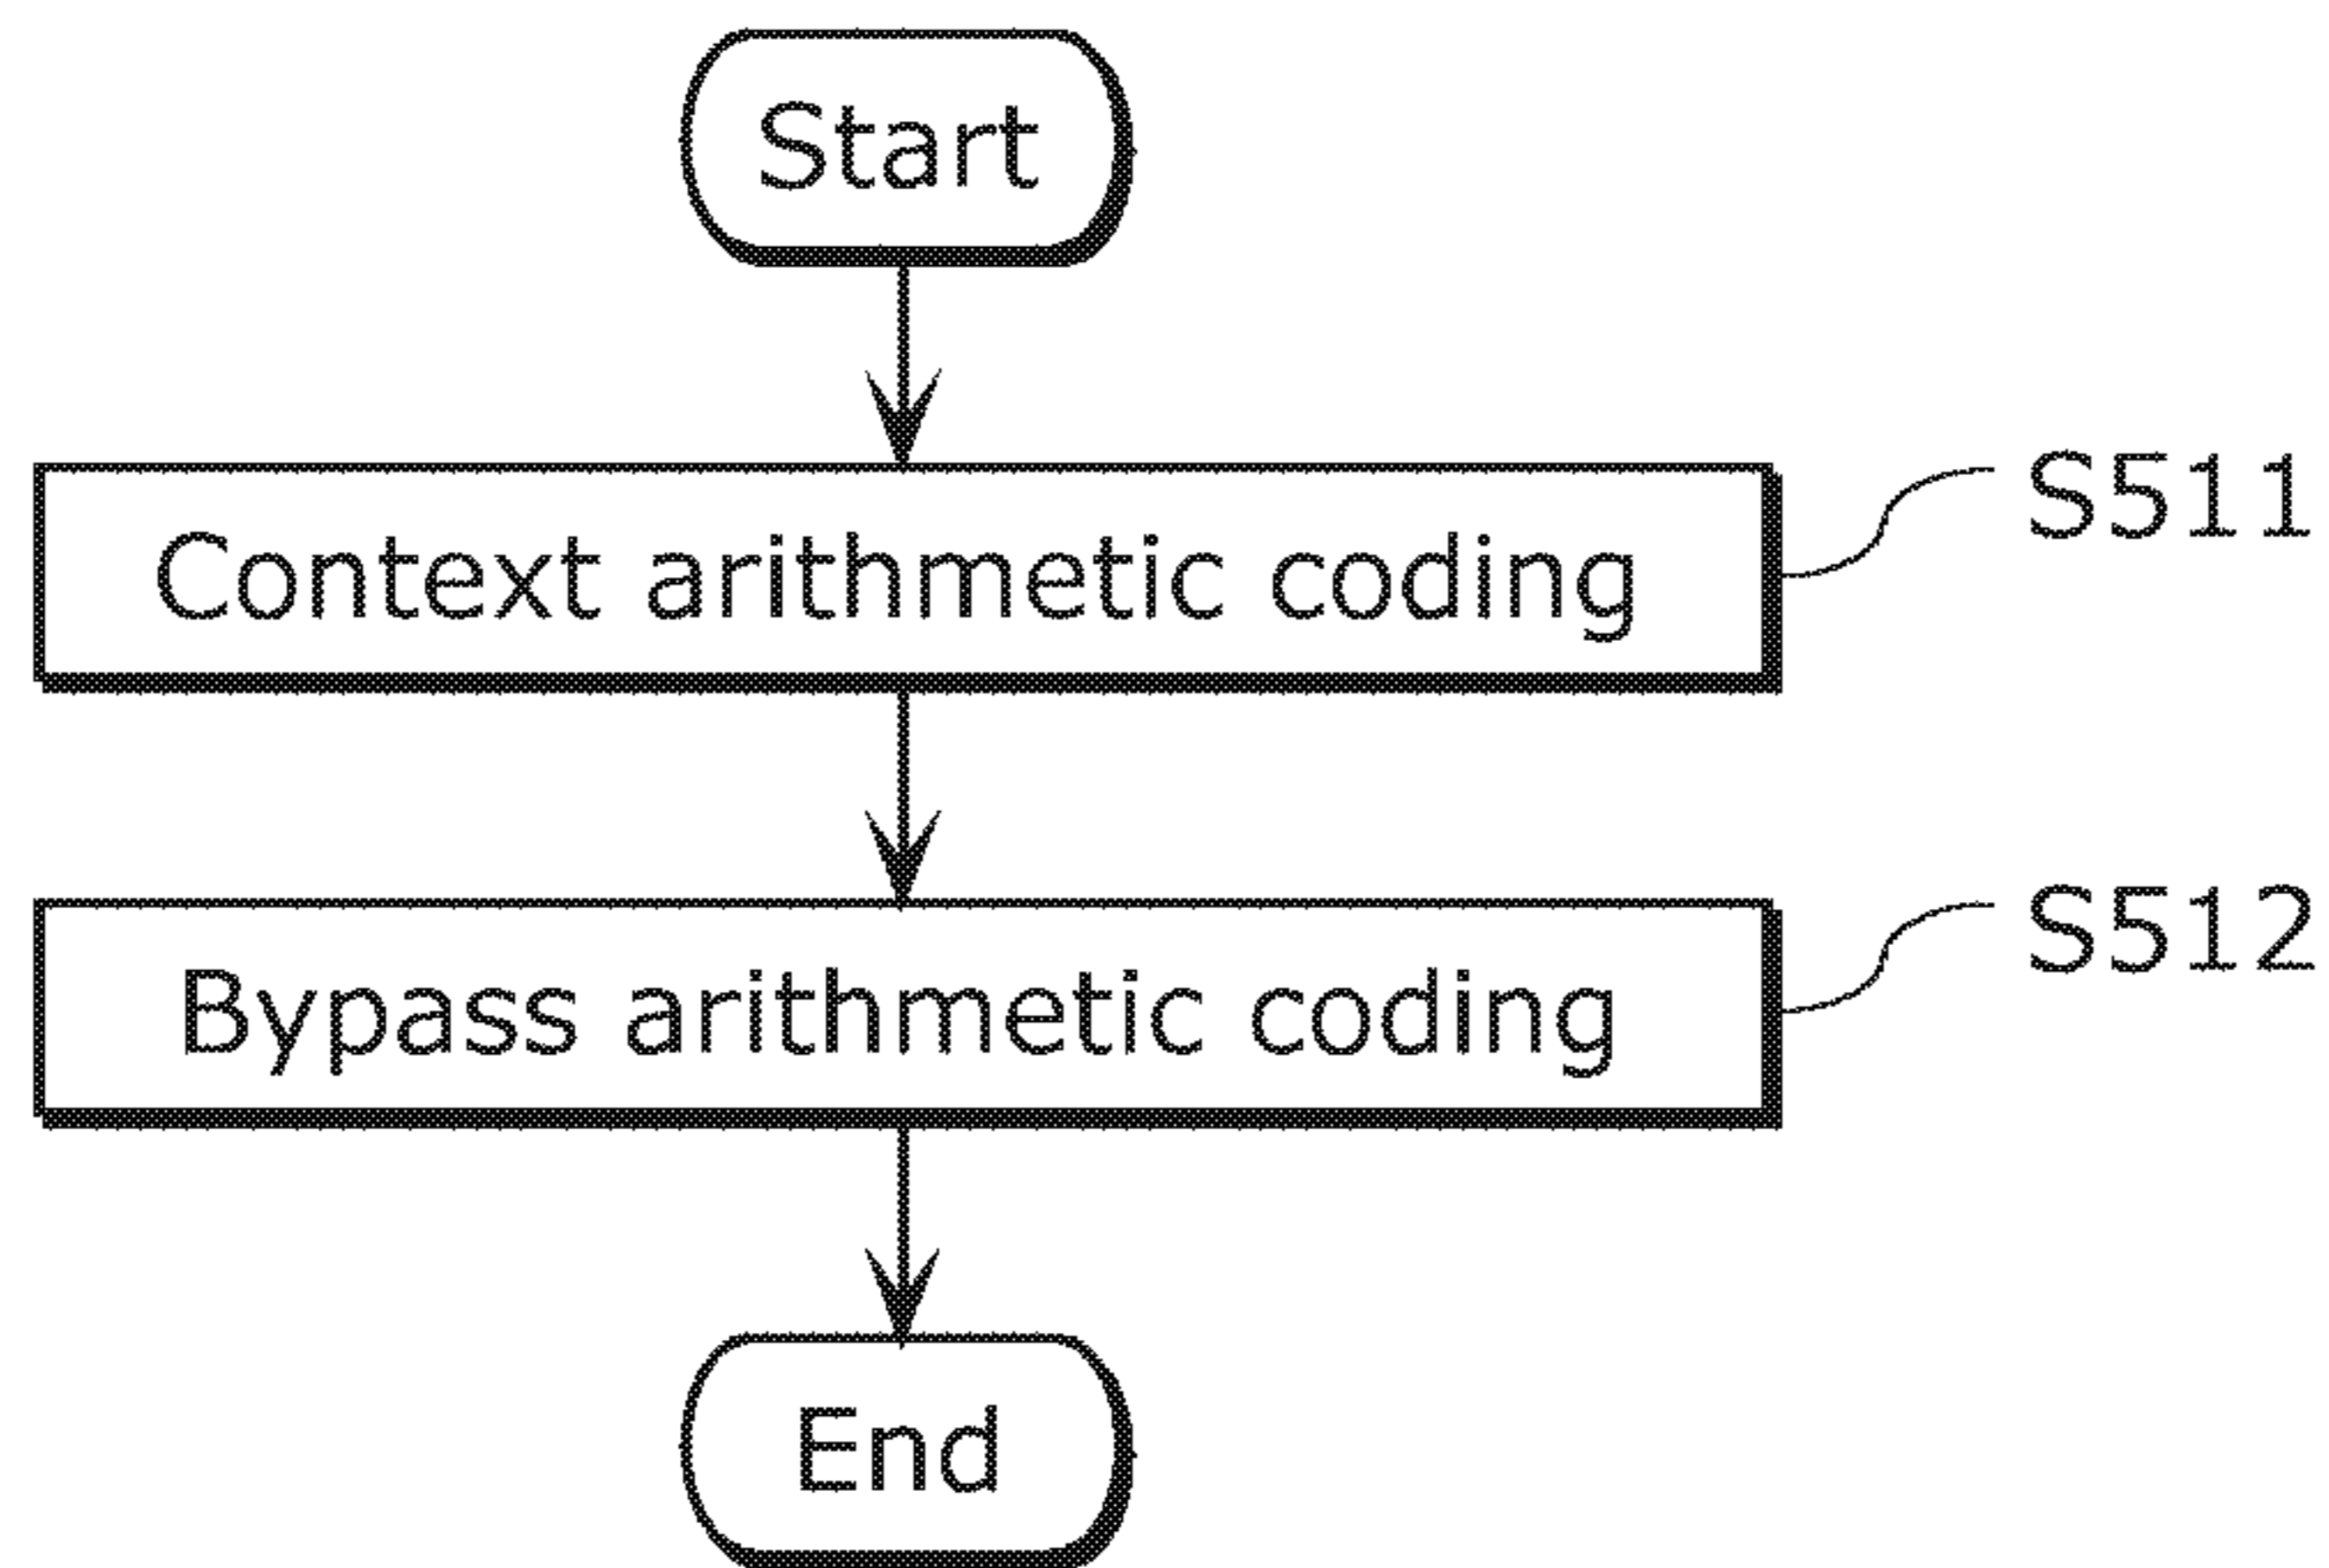 Start
Context arithmetic coding
S511
Bypass arithmetic coding
S512
End